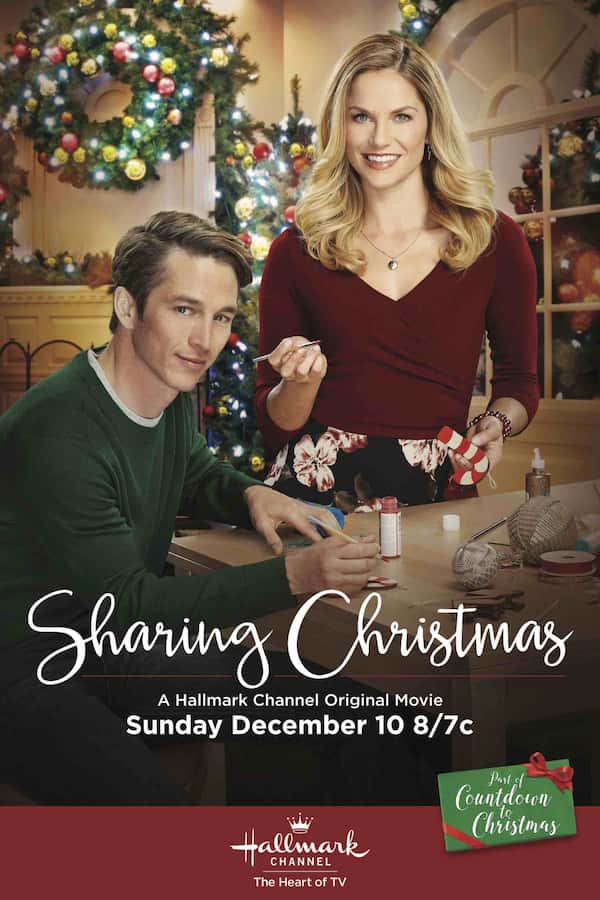 Sharing Christmas
A Hallmark Channel Original Movie
Sunday December 10 8/7c
Part of
Countdown
to
Christmas
Hallmark
CHANNEL
The Heart of TV